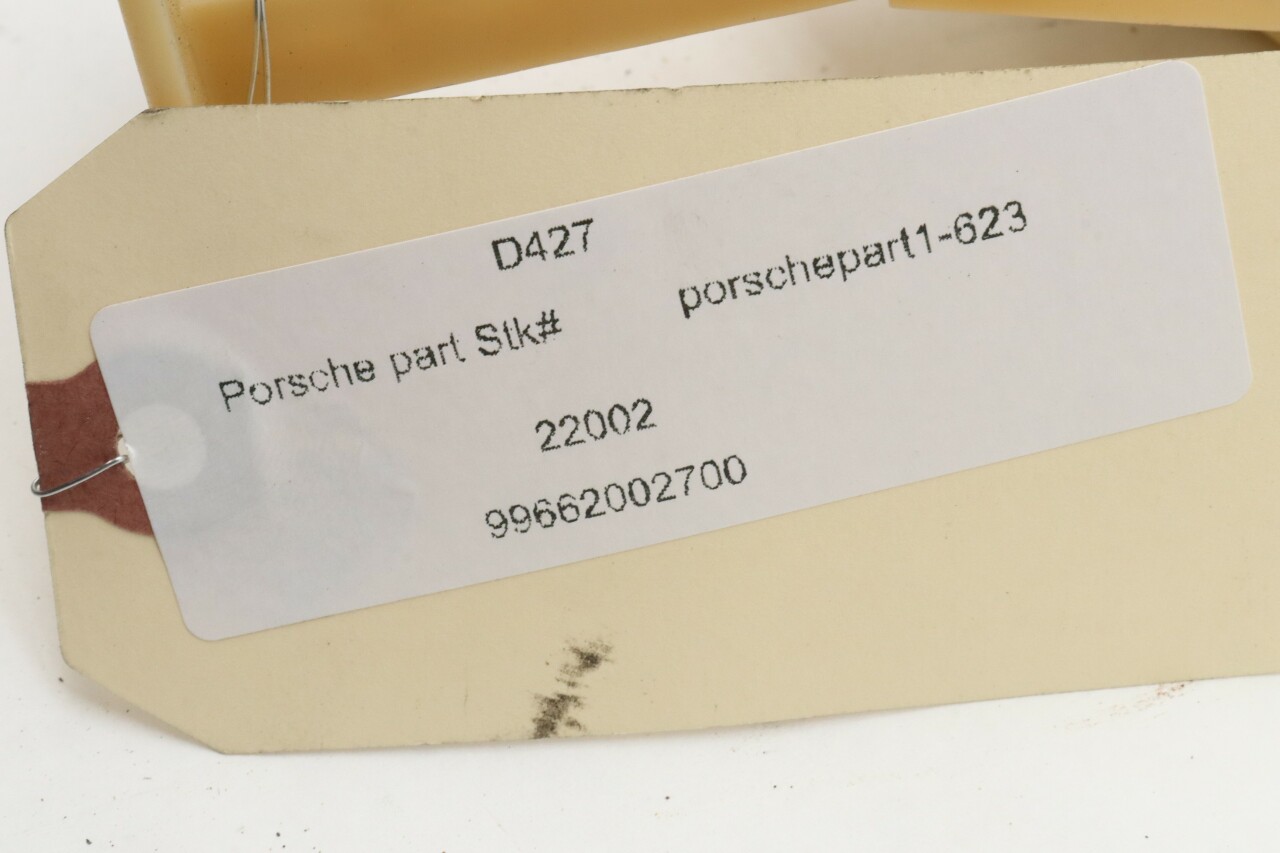 D427
Porsche part Stk# porschepart1-623
22002
99662002700